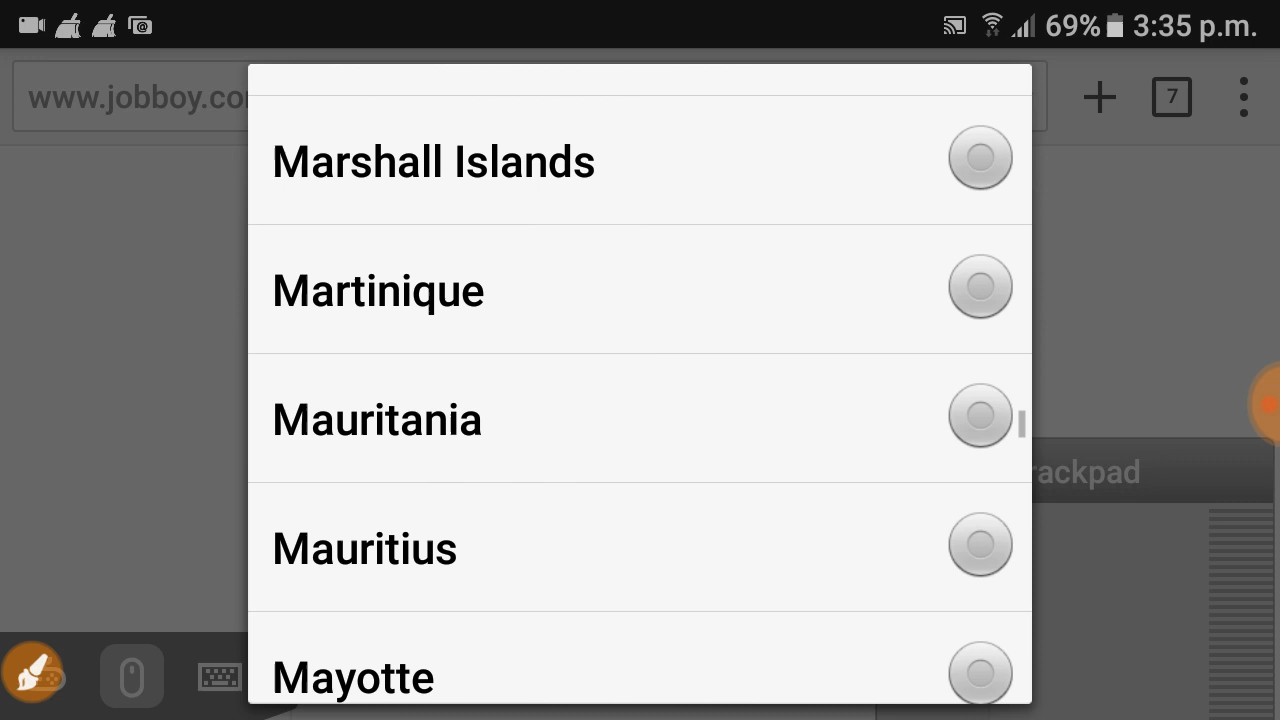 69% 3:35 p.m.
www.jobboy.co
7
Marshall Islands
Martinique
Mauritania
Mauritius
Mayotte
rackpad